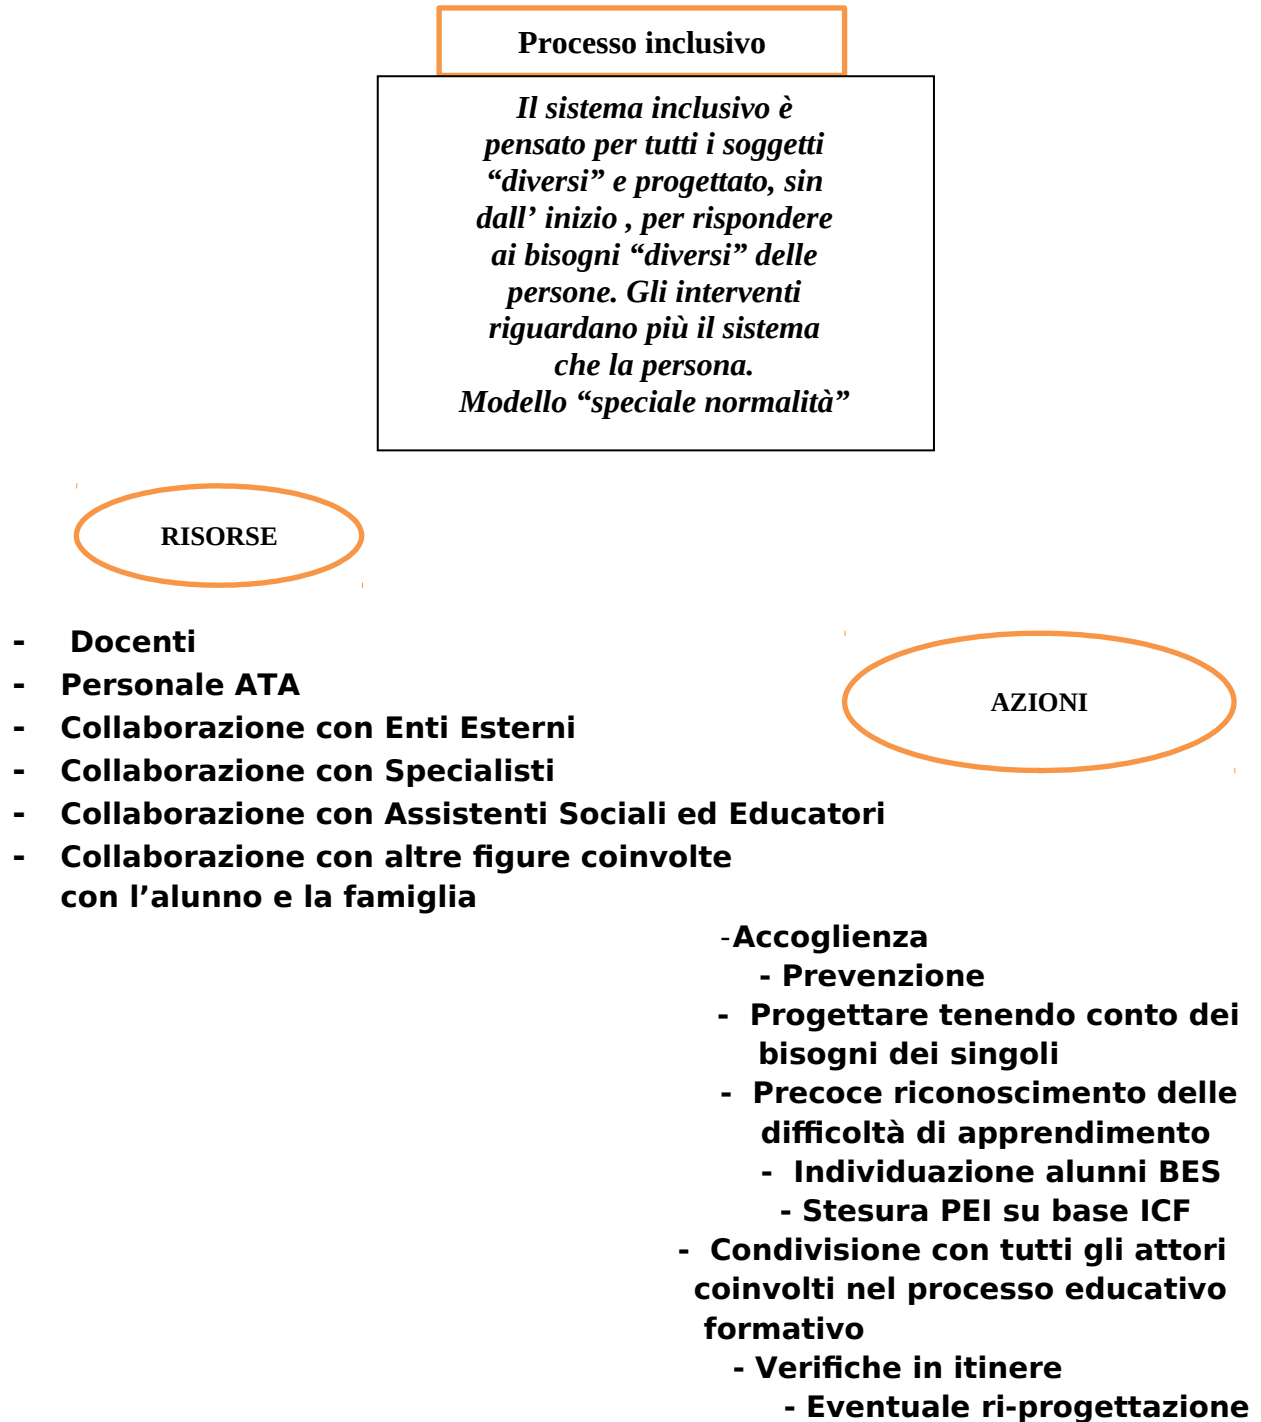 Processo inclusivo
Il sistema inclusivo è
pensato per tutti i soggetti
“diversi” e progettato, sin
dall’ inizio , per rispondere
ai bisogni “diversi” delle
persone. Gli interventi
riguardano più il sistema
che la persona.
Modello “speciale normalità”
RISORSE
- Docenti
- Personale ATA
- Collaborazione con Enti Esterni
- Collaborazione con Specialisti
- Collaborazione con Assistenti Sociali ed Educatori
- Collaborazione con altre figure coinvolte
con l’alunno e la famiglia
AZIONI
-Accoglienza
- Prevenzione
- Progettare tenendo conto dei
bisogni dei singoli
- Precoce riconoscimento delle
difficoltà di apprendimento
- Individuazione alunni BES
- Stesura PEI su base ICF
- Condivisione con tutti gli attori
coinvolti nel processo educativo
formativo
- Verifiche in itinere
- Eventuale ri-progettazione